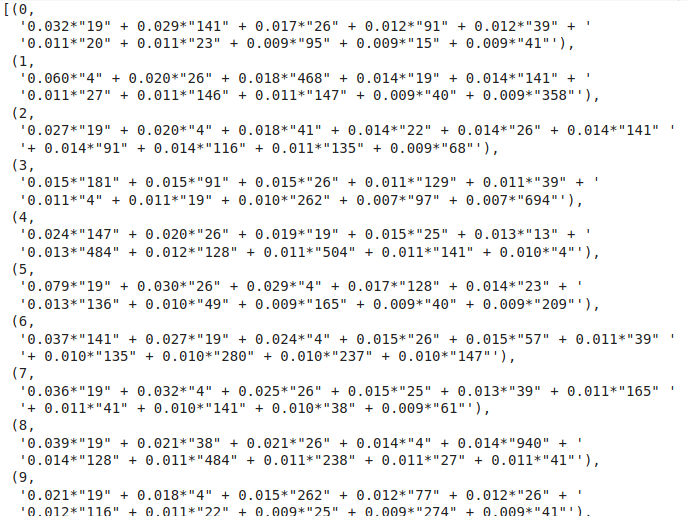 [(0,
'0.032*"19" + 0.029*"141" + 0.017*"26" + 0.012*"91" + 0.012*"39" + '
'0.011*"20" + 0.011*"23" + 0.009*"95" + 0.009*"15" + 0.009*"41"'),
(1,
'0.060*"4" + 0.020*"26" + 0.018*"468" + 0.014*"19" + 0.014*"141" + '
'0.011*"27" + 0.011*"146" + 0.011*"147" + 0.009*"40" + 0.009*"358"'),
(2,
'0.027*"19" + 0.020*"4" + 0.018*"41" + 0.014*"22" + 0.014*"26" + 0.014*"141" '
'+ 0.014*"91" + 0.014*"116" + 0.011*"135" + 0.009*"68"'),
(3,
'0.015*"181" + 0.015*"91" + 0.015*"26" + 0.011*"129" + 0.011*"39" + '
'0.011*"4" + 0.011*"19" + 0.010*"262" + 0.007*"97" + 0.007*"694"'),
(4,
'0.024*"147" + 0.020*"26" + 0.019*"19" + 0.015*"25" + 0.013*"13" + '
'0.013*"484" + 0.012*"128" + 0.011*"504" + 0.011*"141" + 0.010*"4"'),
(5,
'0.079*"19" + 0.030*"26" + 0.029*"4" + 0.017*"128" + 0.014*"23" + '
'0.013*"136" + 0.010*"49" + 0.009*"165" + 0.009*"40" + 0.009*"209"'),
(6,
'0.037*"141" + 0.027*"19" + 0.024*"4" + 0.015*"26" + 0.015*"57" + 0.011*"39" '
'+ 0.010*"135" + 0.010*"280" + 0.010*"237" + 0.010*"147"'),
(7,
'0.036*"19" + 0.032*"4" + 0.025*"26" + 0.015*"25" + 0.013*"39" + 0.011*"165" '
'+ 0.011*"41" + 0.010*"141" + 0.010*"38" + 0.009*"61"'),
(8,
'0.039*"19" + 0.021*"38" + 0.021*"26" + 0.014*"4" + 0.014*"940" + '
'0.014*"128" + 0.011*"484" + 0.011*"238" + 0.011*"27" + 0.011*"41"'),
(9,
'0.021*"19" + 0.018*"4" + 0.015*"262" + 0.012*"77" + 0.012*"26" + '
'0.012*"116" + 0.011*"22" + 0.009*"25" + 0.009*"274" + 0.009*"41"'),